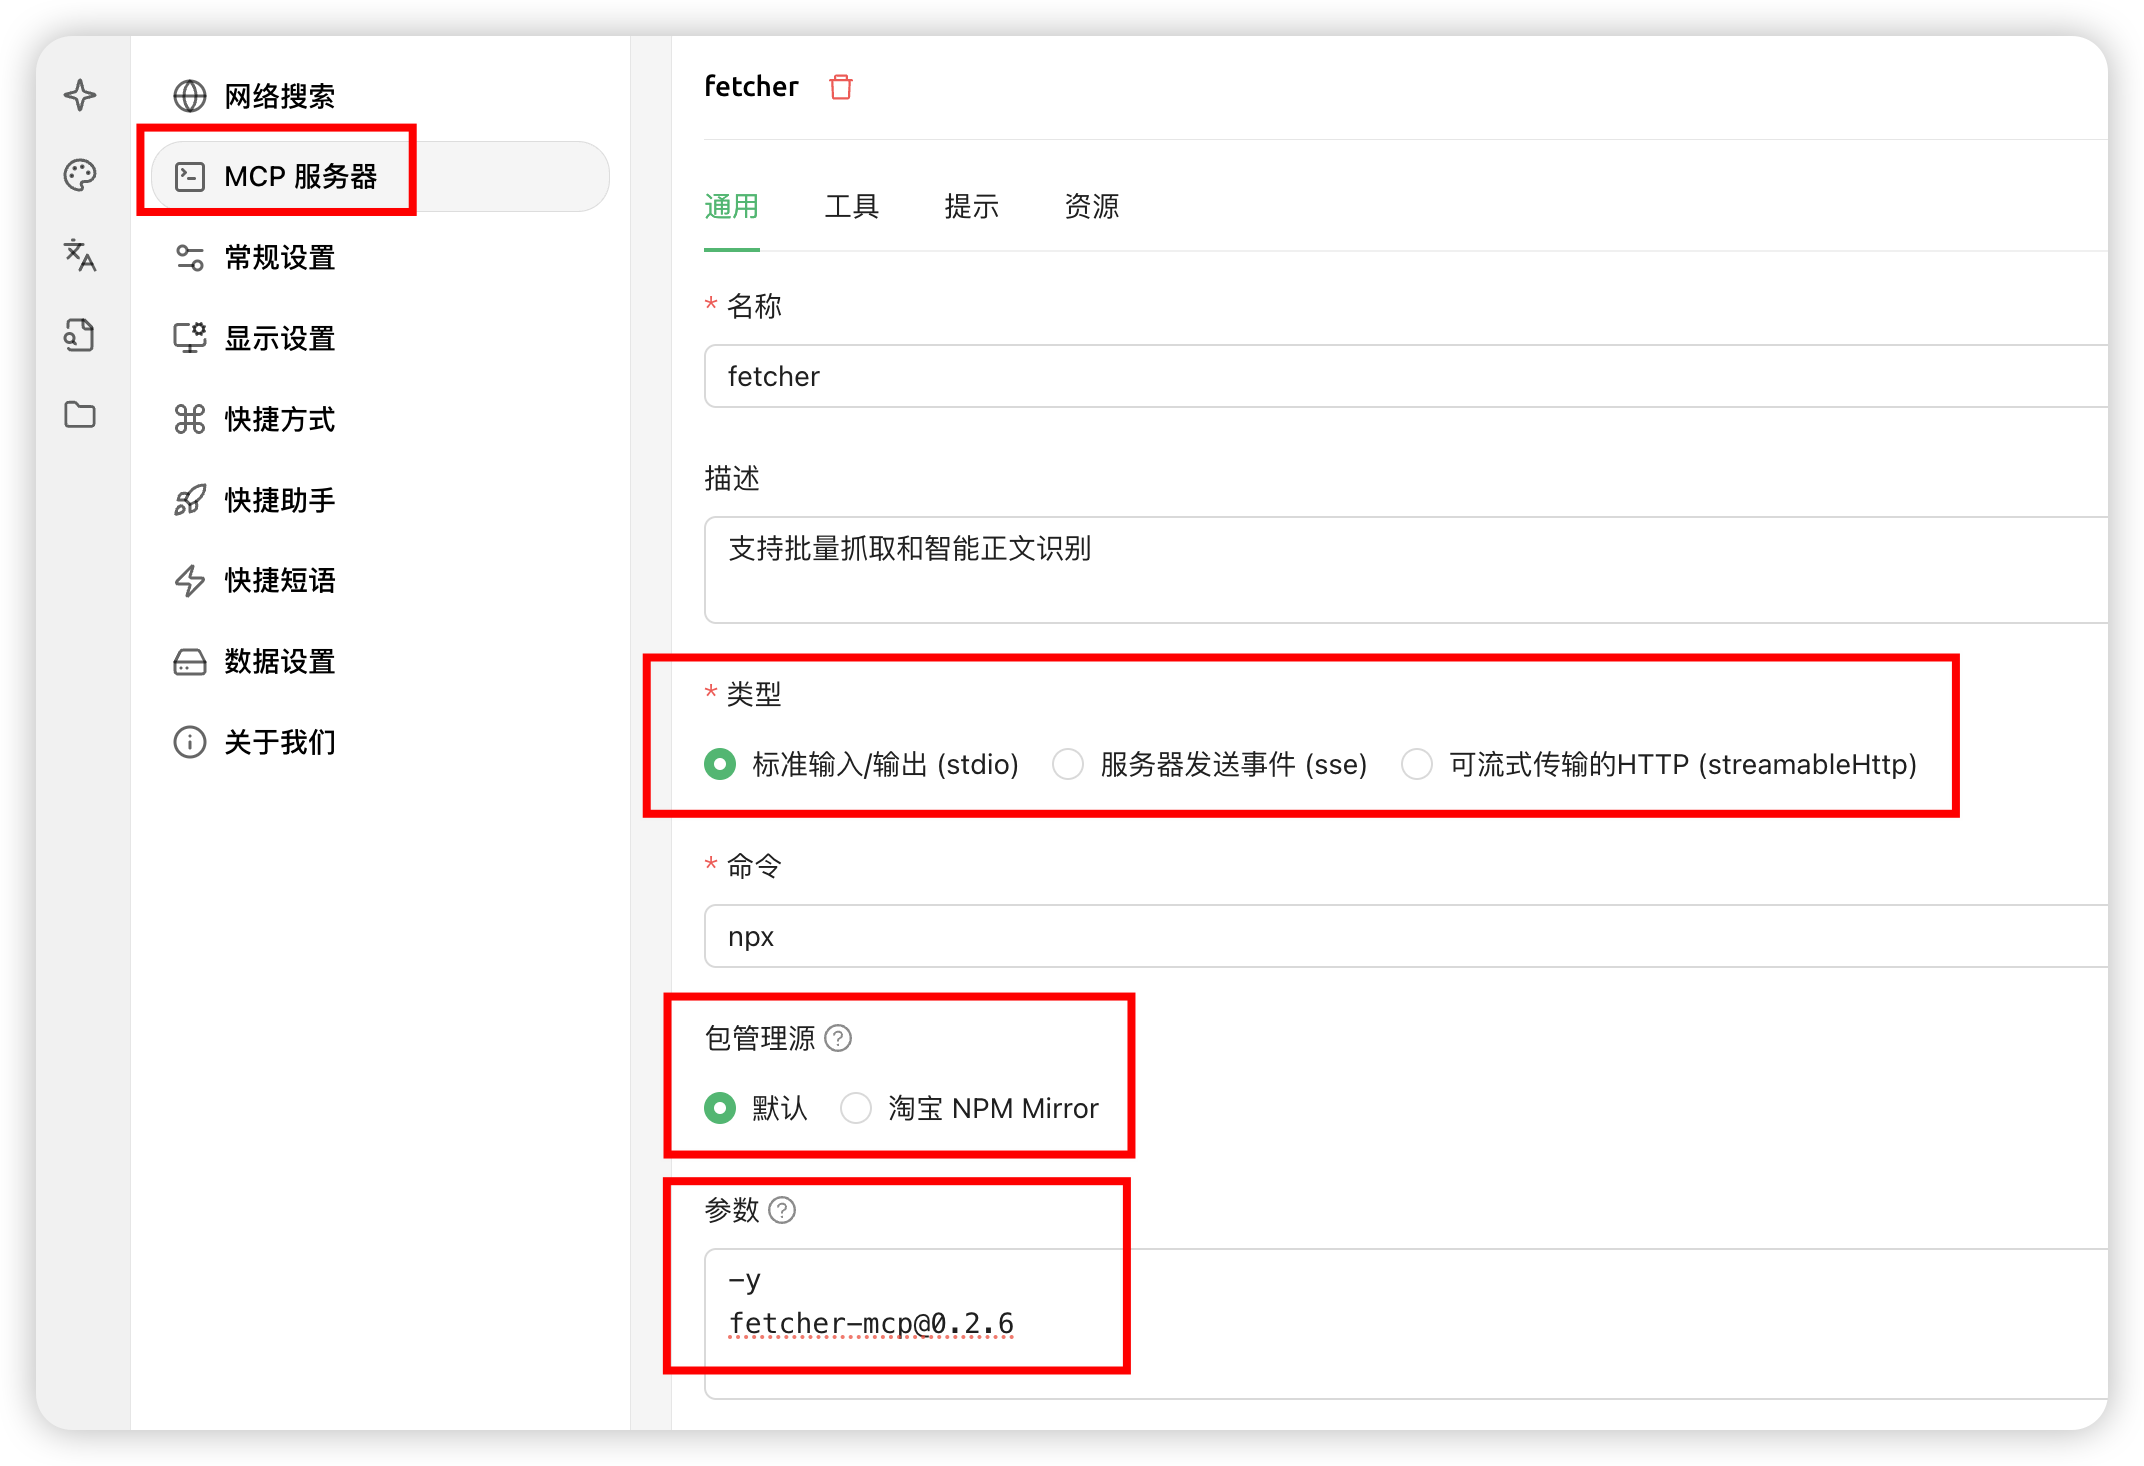 网络搜索
MCP 服务器
常规设置
显示设置
快捷方式
快捷助手
快捷短语
数据设置
关于我们
fetcher
通用 工具 提示 资源
* 名称
fetcher
描述
支持批量抓取和智能正文识别
* 类型
标准输入/输出 (stdio) 服务器发送事件 (sse) 可流式传输的HTTP (streamableHttp)
* 命令
npx
包管理源 ?
默认 淘宝 NPM Mirror
参数 ?
-y
fetcher-mcp@0.2.6